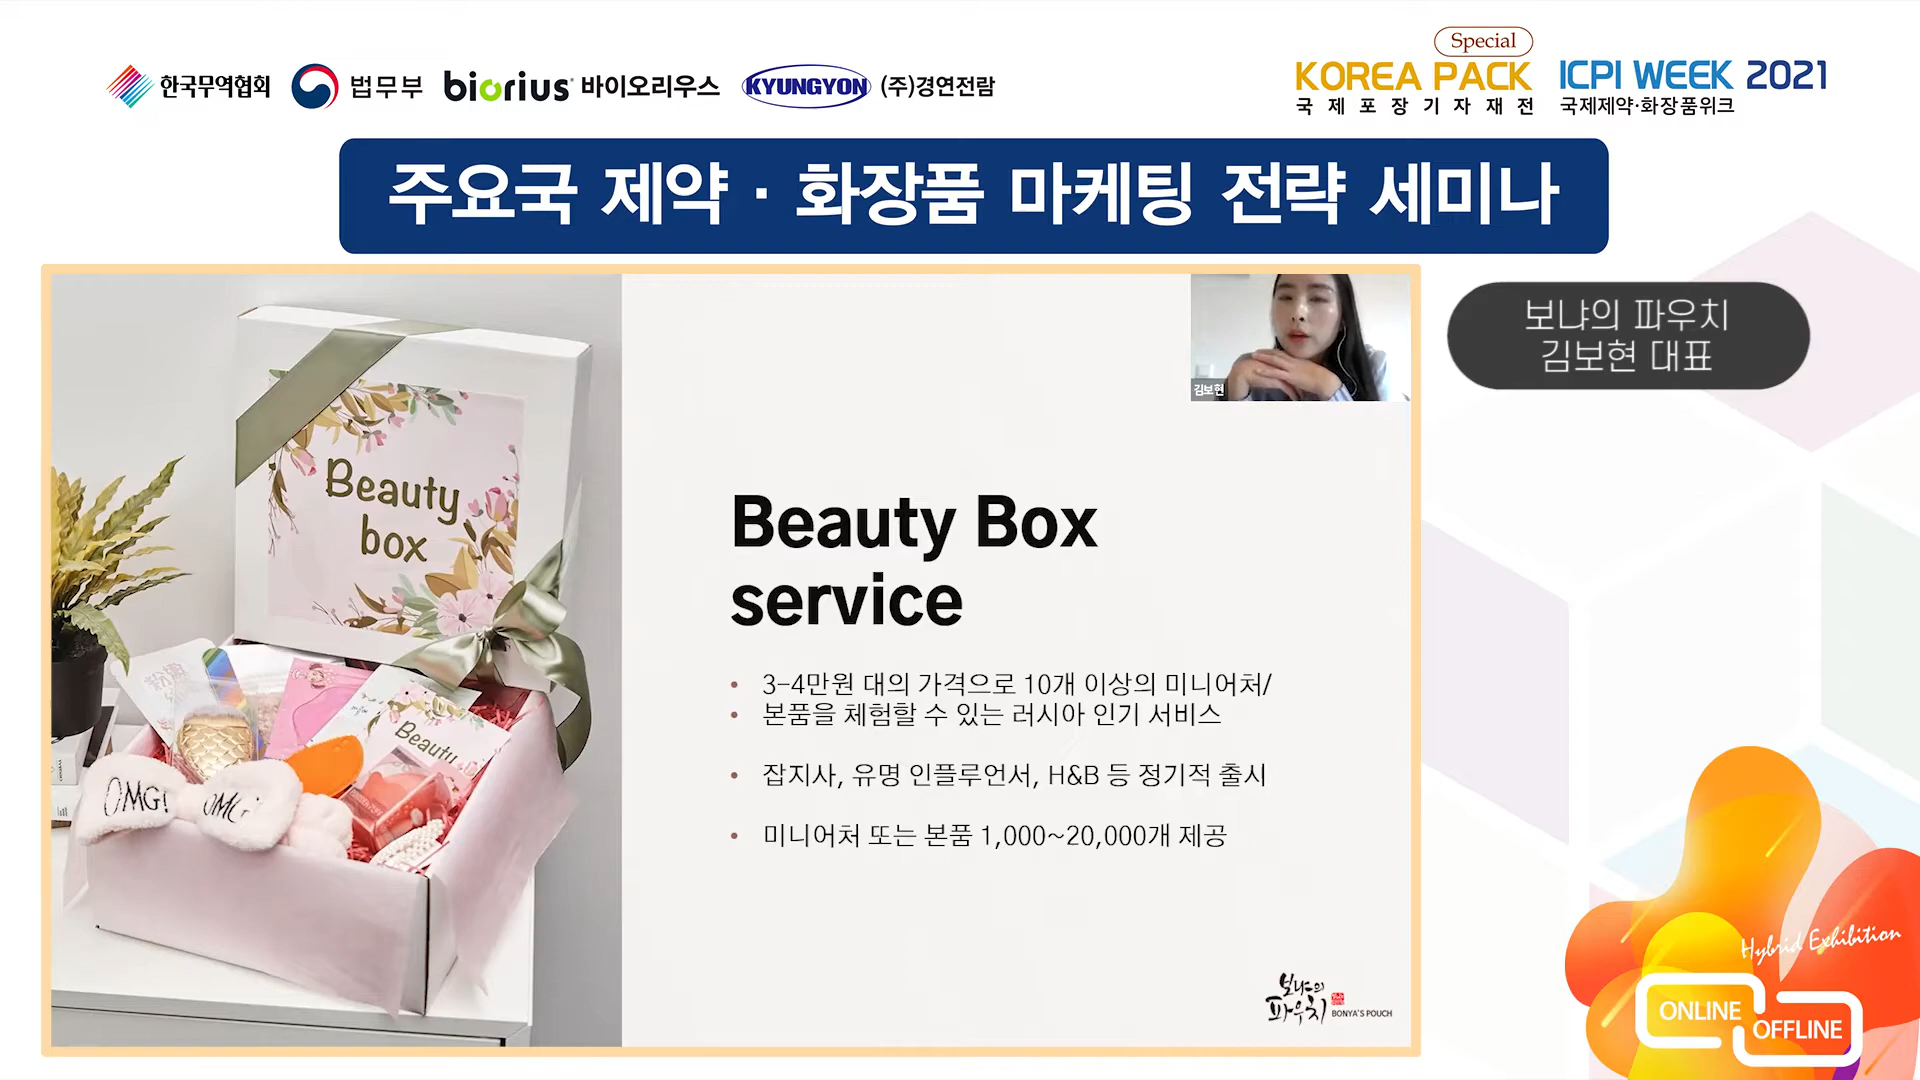 한국무역협회
법무부
biorius 바이오리우스
KYUNGYON (주)경연전람
Special
KOREA PACK
국제포장기자재전
ICPI WEEK 2021
국제제약·화장품위크
주요국 제약 · 화장품 마케팅 전략 세미나
보냐의 파우치
김보현 대표
김보현
Beauty
box
Beauty
OMG!
OMG!
Beauty Box
service
• 3-4만원 대의 가격으로 10개 이상의 미니어처/
• 본품을 체험할 수 있는 러시아 인기 서비스
• 잡지사, 유명 인플루언서, H&B 등 정기적 출시
• 미니어처 또는 본품 1,000~20,000개 제공
보냐의
파우치
BONYA'S POUCH
Hybrid Exhibition
ONLINE
OFFLINE